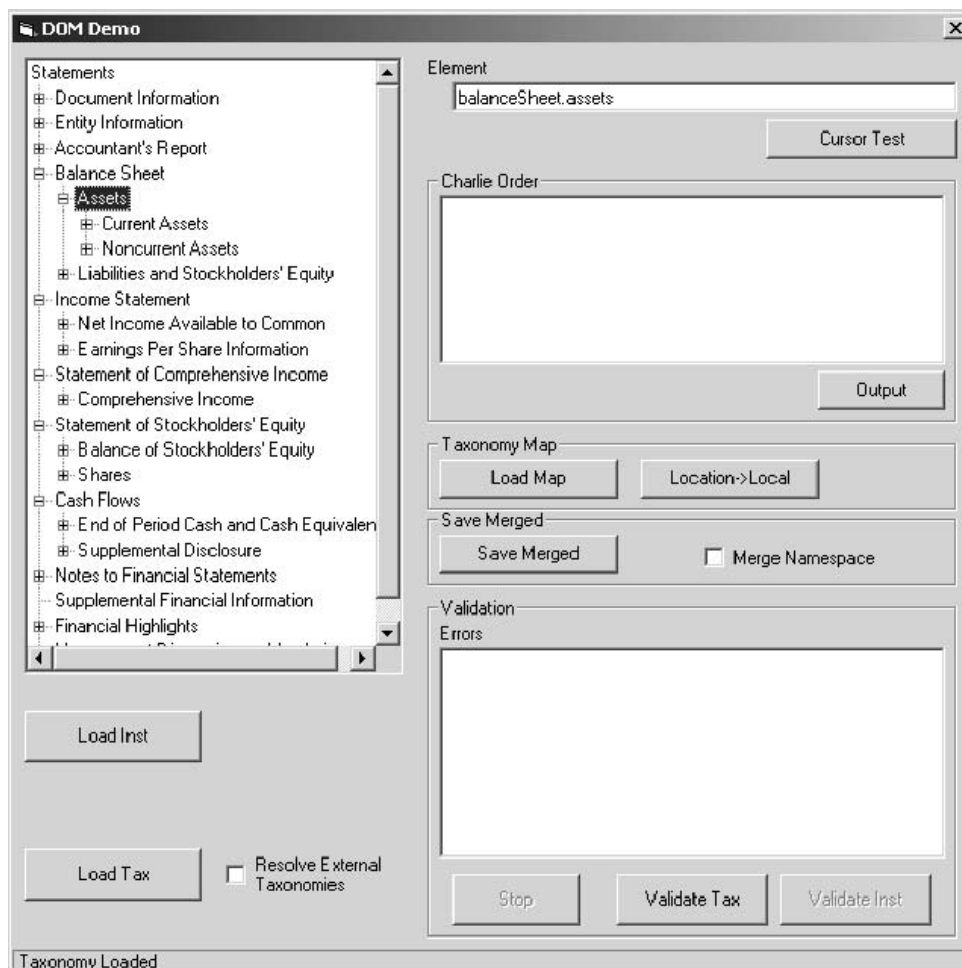 DOM Demo
Statements
Document Information
Entity Information
Accountant's Report
Balance Sheet
Assets
Current Assets
Noncurrent Assets
Liabilities and Stockholders' Equity
Income Statement
Net Income Available to Common
Earnings Per Share Information
Statement of Comprehensive Income
Comprehensive Income
Statement of Stockholders' Equity
Balance of Stockholders' Equity
Shares
Cash Flows
End of Period Cash and Cash Equivalen
Supplemental Disclosure
Notes to Financial Statements
Supplemental Financial Information
Financial Highlights
Load Inst
Load Tax
Resolve External
Taxonomies
Element
balanceSheet.assets
Cursor Test
Charlie Order
Output
Taxonomy Map
Load Map
Location->Local
Save Merged
Save Merged
Merge Namespace
Validation
Errors
Stop
Validate Tax
Validate Inst
Taxonomy Loaded